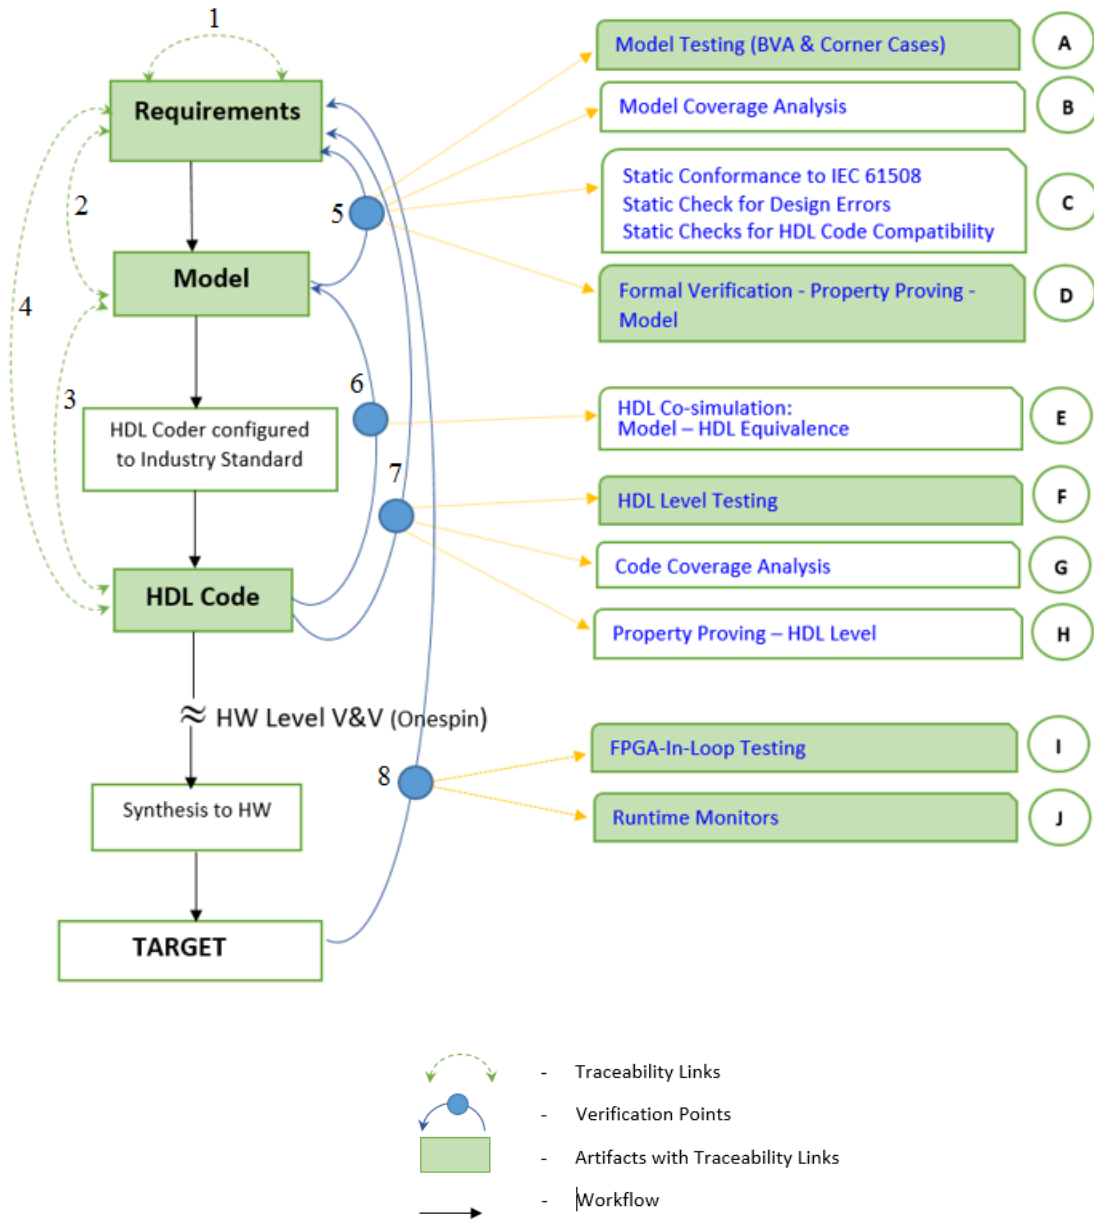 1
Requirements
2
5
Model
4
3
6
HDL Coder configured
to Industry Standard
7
HDL Code
≈ HW Level V&V (Onespin)
8
Synthesis to HW
TARGET
Model Testing (BVA & Corner Cases)
A
Model Coverage Analysis
B
Static Conformance to IEC 61508
Static Check for Design Errors
Static Checks for HDL Code Compatibility
C
Formal Verification - Property Proving -
Model
D
HDL Co-simulation:
Model – HDL Equivalence
E
HDL Level Testing
F
Code Coverage Analysis
G
Property Proving – HDL Level
H
FPGA-In-Loop Testing
I
Runtime Monitors
J
- Traceability Links
- Verification Points
- Artifacts with Traceability Links
- Workflow